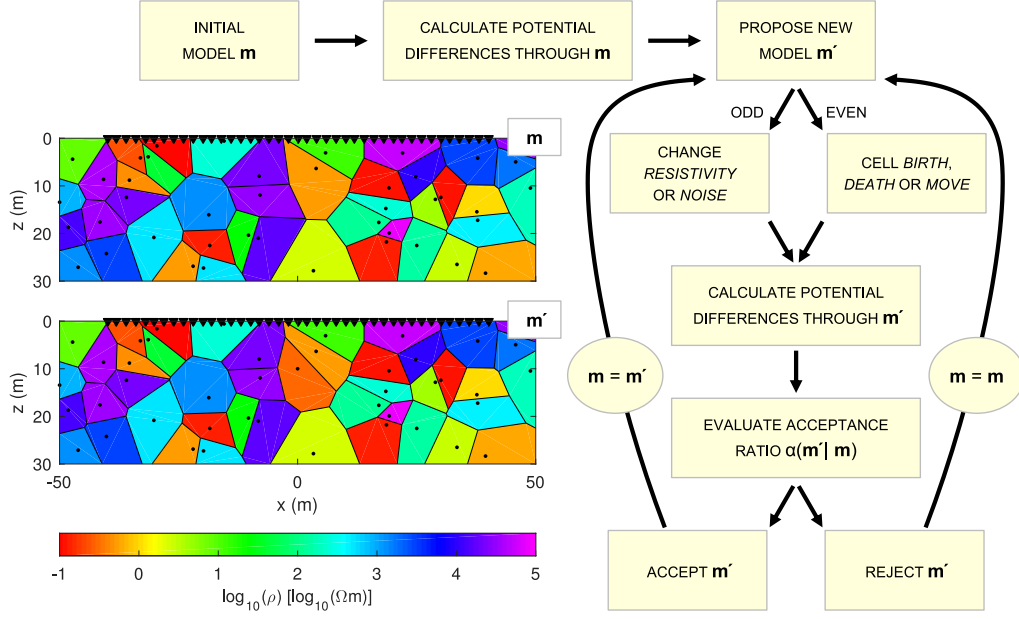 INITIAL
MODEL m
CALCULATE POTENTIAL
DIFFERENCES THROUGH m
PROPOSE NEW
MODEL m´
ODD
EVEN
CHANGE
RESISTIVITY
OR NOISE
CELL BIRTH,
DEATH OR MOVE
CALCULATE POTENTIAL
DIFFERENCES THROUGH m´
m = m´
m = m
EVALUATE ACCEPTANCE
RATIO α(m´| m)
ACCEPT m´
REJECT m´
m
0
10
20
30
z (m)
m´
0
10
20
30
z (m)
-50
0
50
x (m)
-1
0
1
2
3
4
5
log10(ρ) [log10(Ωm)]